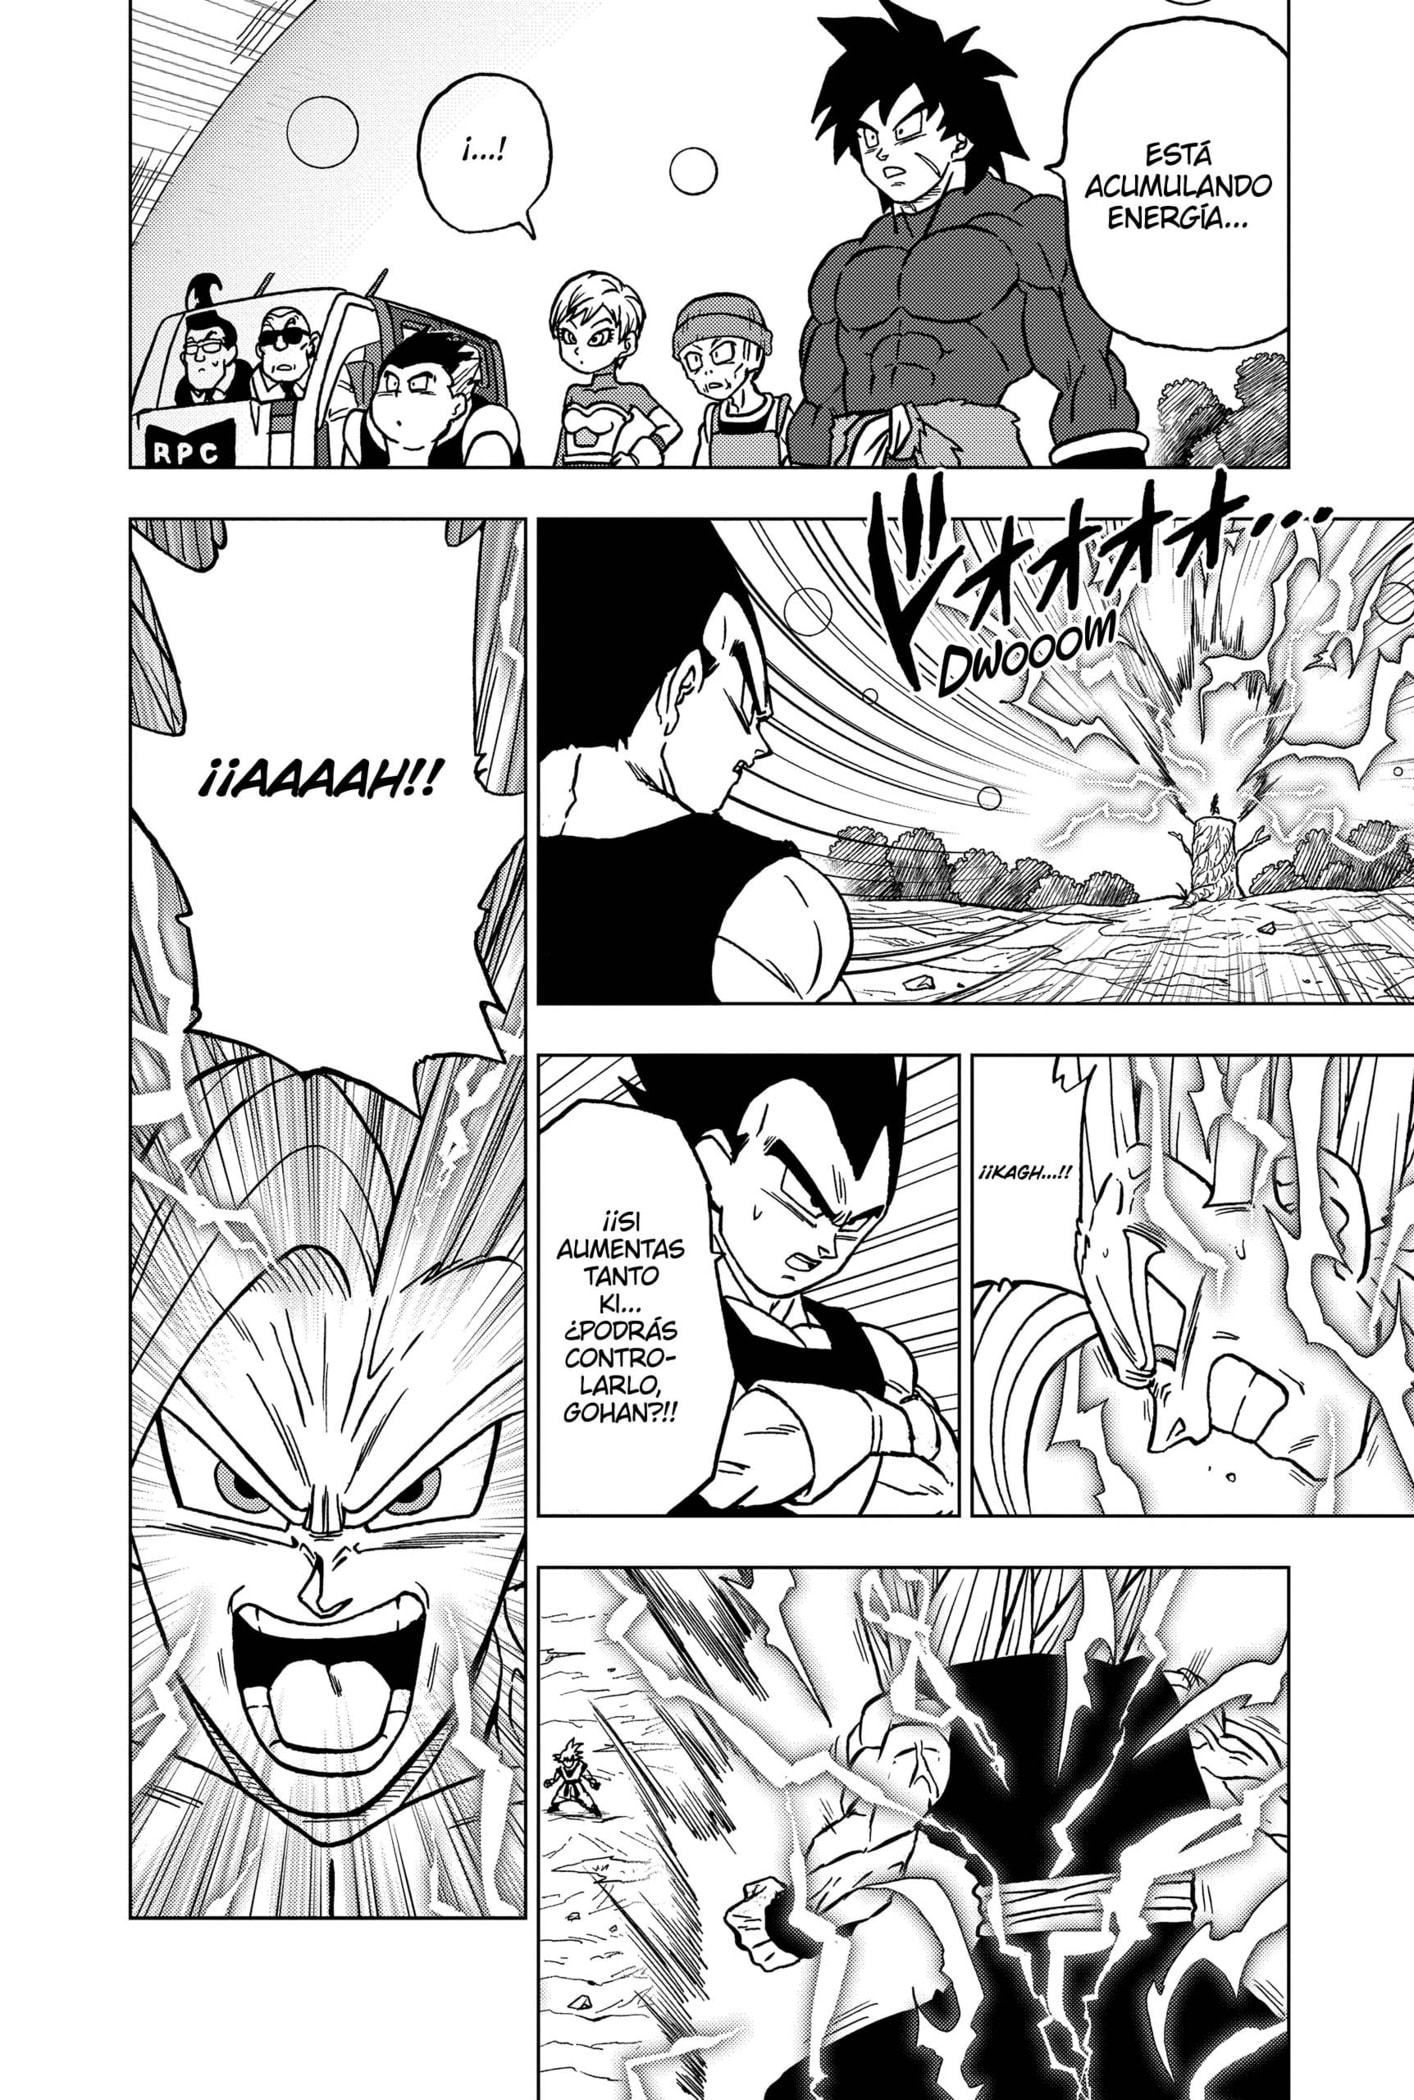 ESTÁ
ACUMULANDO
ENERGÍA...
¡...!
RPC
ドオオオオ...
DWOOOM
¡¡KAGH...!!
¡¡SI
AUMENTAS
TANTO
KI...
¿PODRÁS
CONTRO-
LARLO,
GOHAN?!!
¡¡AAAAH!!